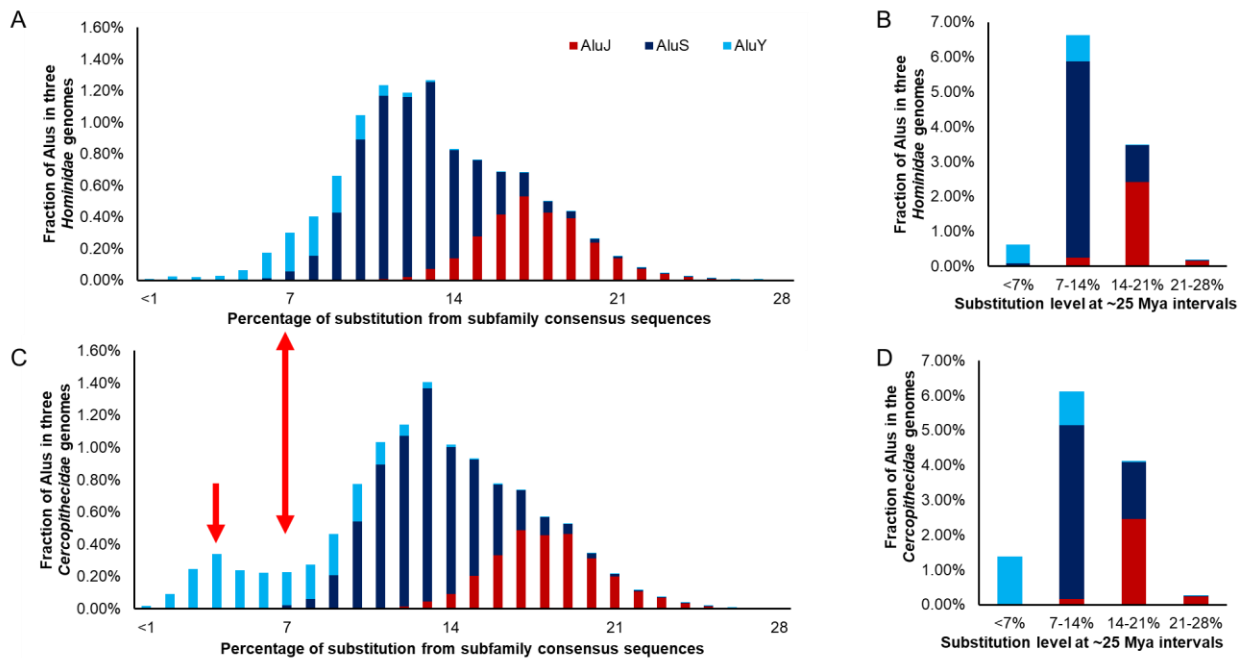 A
1.60%
1.40%
1.20%
1.00%
0.80%
0.60%
0.40%
0.20%
0.00%
Fraction of Alus in three
Hominidae genomes
AluJ AluS AluY
<1 7 14 21 28
Percentage of substitution from subfamily consensus sequences
B
7.00%
6.00%
5.00%
4.00%
3.00%
2.00%
1.00%
0.00%
Fraction of Alus in three
Hominidae genomes
<7% 7-14% 14-21% 21-28%
Substitution level at ~25 Mya intervals
C
1.60%
1.40%
1.20%
1.00%
0.80%
0.60%
0.40%
0.20%
0.00%
Fraction of Alus in three
Cercopithecidae genomes
<1 7 14 21 28
Percentage of substitution from subfamily consensus sequences
D
7.00%
6.00%
5.00%
4.00%
3.00%
2.00%
1.00%
0.00%
Fraction of Alus in the
Cercopithecidae genomes
<7% 7-14% 14-21% 21-28%
Substitution level at ~25 Mya intervals